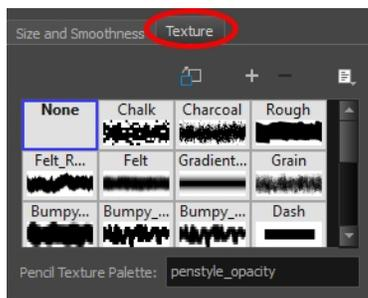 Size and Smoothness Texture
None Chalk Charcoal Rough
Felt_R... Felt Gradient... Grain
Bumpy... Bumpy_... Bumpy_... Dash
Pencil Texture Palette: penstyle_opacity